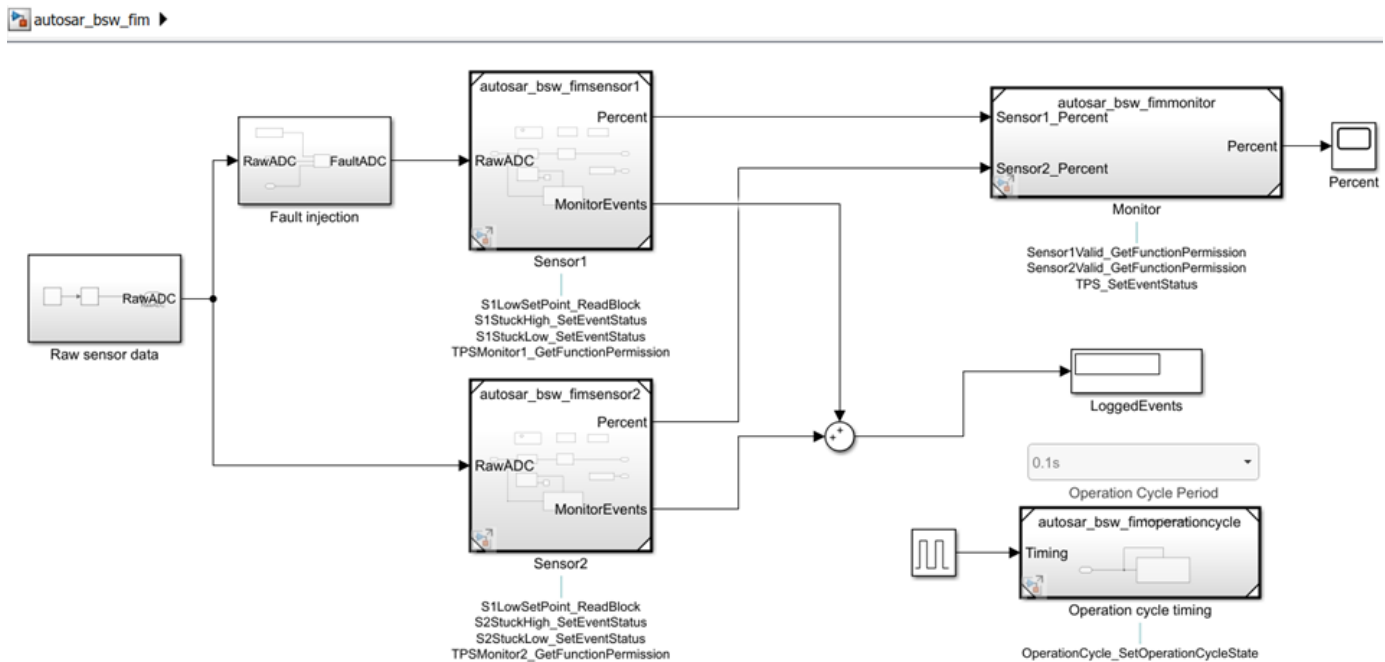 autosar_bsw_fim
autosar_bsw_fimsensor1
RawADC
Percent
MonitorEvents
Sensor1
S1LowSetPoint_ReadBlock
S1StuckHigh_SetEventStatus
S1StuckLow_SetEventStatus
TPSMonitor1_GetFunctionPermission
autosar_bsw_fimmonitor
Sensor1_Percent
Sensor2_Percent
Percent
Monitor
Sensor1Valid_GetFunctionPermission
Sensor2Valid_GetFunctionPermission
TPS_SetEventStatus
Percent
RawADC
FaultADC
Fault injection
RawADC
Raw sensor data
autosar_bsw_fimsensor2
RawADC
Percent
MonitorEvents
Sensor2
S1LowSetPoint_ReadBlock
S2StuckHigh_SetEventStatus
S2StuckLow_SetEventStatus
TPSMonitor2_GetFunctionPermission
LoggedEvents
0.1s
Operation Cycle Period
autosar_bsw_fimoperationcycle
Timing
Operation cycle timing
OperationCycle_SetOperationCycleState